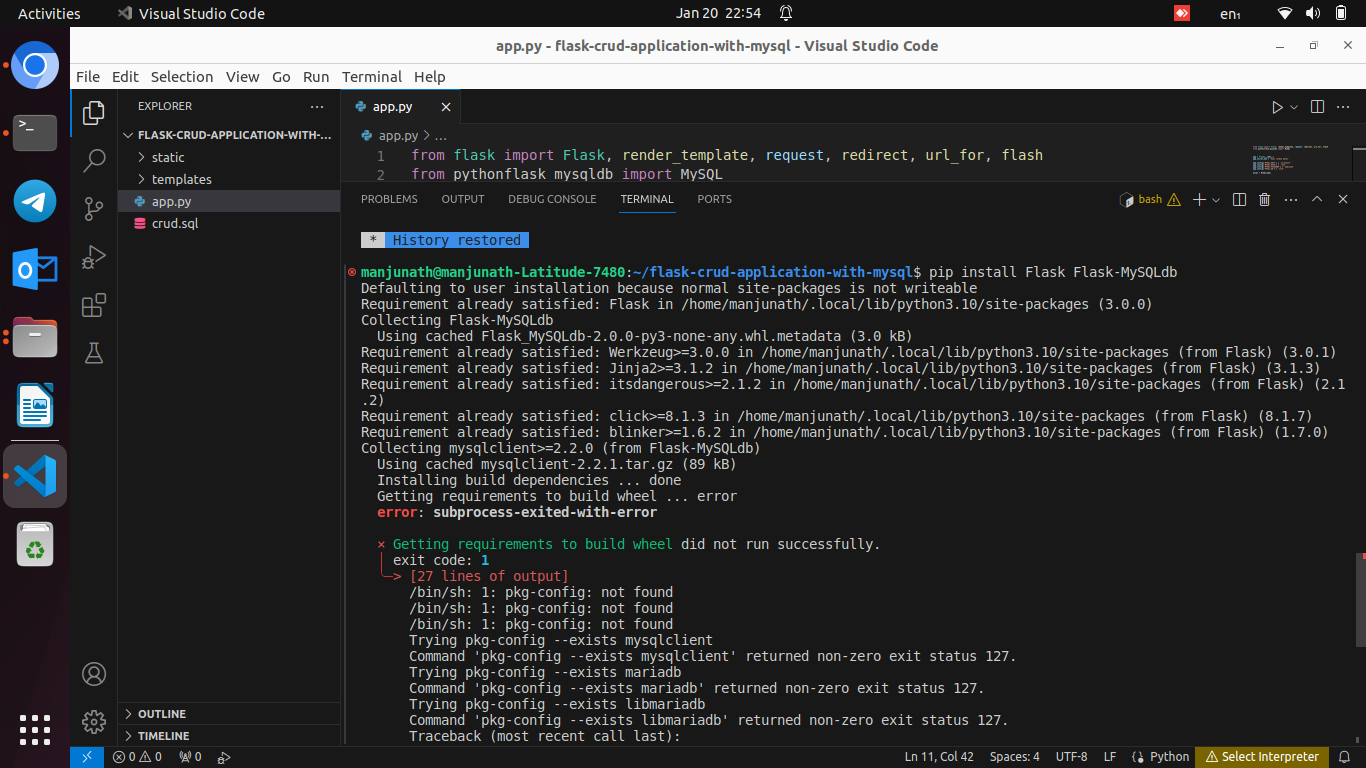 Activities
Visual Studio Code
Jan 20 22:54
en₁
app.py - flask-crud-application-with-mysql - Visual Studio Code
File Edit Selection View Go Run Terminal Help
EXPLORER
FLASK-CRUD-APPLICATION-WITH-...
static
templates
app.py
crud.sql
OUTLINE
TIMELINE
app.py
app.py > ...
1 from flask import Flask, render_template, request, redirect, url_for, flash
2 from pythonflask_mysqldb import MySQL
PROBLEMS OUTPUT DEBUG CONSOLE TERMINAL PORTS
bash
* History restored
manjunath@manjunath-Latitude-7480:~/flask-crud-application-with-mysql$ pip install Flask Flask-MySQLdb
Defaulting to user installation because normal site-packages is not writeable
Requirement already satisfied: Flask in /home/manjunath/.local/lib/python3.10/site-packages (3.0.0)
Collecting Flask-MySQLdb
Using cached Flask_MySQLdb-2.0.0-py3-none-any.whl.metadata (3.0 kB)
Requirement already satisfied: Werkzeug>=3.0.0 in /home/manjunath/.local/lib/python3.10/site-packages (from Flask) (3.0.1)
Requirement already satisfied: Jinja2>=3.1.2 in /home/manjunath/.local/lib/python3.10/site-packages (from Flask) (3.1.3)
Requirement already satisfied: itsdangerous>=2.1.2 in /home/manjunath/.local/lib/python3.10/site-packages (from Flask) (2.1
.2)
Requirement already satisfied: click>=8.1.3 in /home/manjunath/.local/lib/python3.10/site-packages (from Flask) (8.1.7)
Requirement already satisfied: blinker>=1.6.2 in /home/manjunath/.local/lib/python3.10/site-packages (from Flask) (1.7.0)
Collecting mysqlclient>=2.2.0 (from Flask-MySQLdb)
Using cached mysqlclient-2.2.1.tar.gz (89 kB)
Installing build dependencies ... done
Getting requirements to build wheel ... error
error: subprocess-exited-with-error
× Getting requirements to build wheel did not run successfully.
│ exit code: 1
╰─> [27 lines of output]
/bin/sh: 1: pkg-config: not found
/bin/sh: 1: pkg-config: not found
/bin/sh: 1: pkg-config: not found
Trying pkg-config --exists mysqlclient
Command 'pkg-config --exists mysqlclient' returned non-zero exit status 127.
Trying pkg-config --exists mariadb
Command 'pkg-config --exists mariadb' returned non-zero exit status 127.
Trying pkg-config --exists libmariadb
Command 'pkg-config --exists libmariadb' returned non-zero exit status 127.
Traceback (most recent call last):
0 0 0 Ln 11, Col 42 Spaces: 4 UTF-8 LF Python Select Interpreter